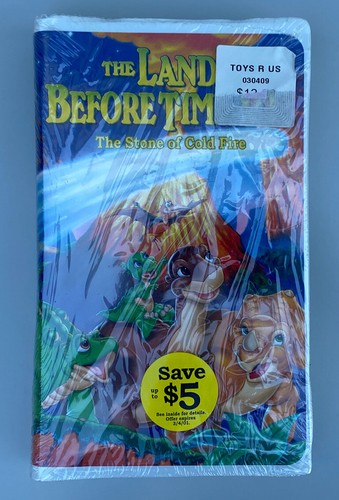 TOYS R US
030409
THE LAND
BEFORE TIM
The Stone of Cold Fire
Save
up to
$5
See inside for details.
Offer expires
3/4/01.